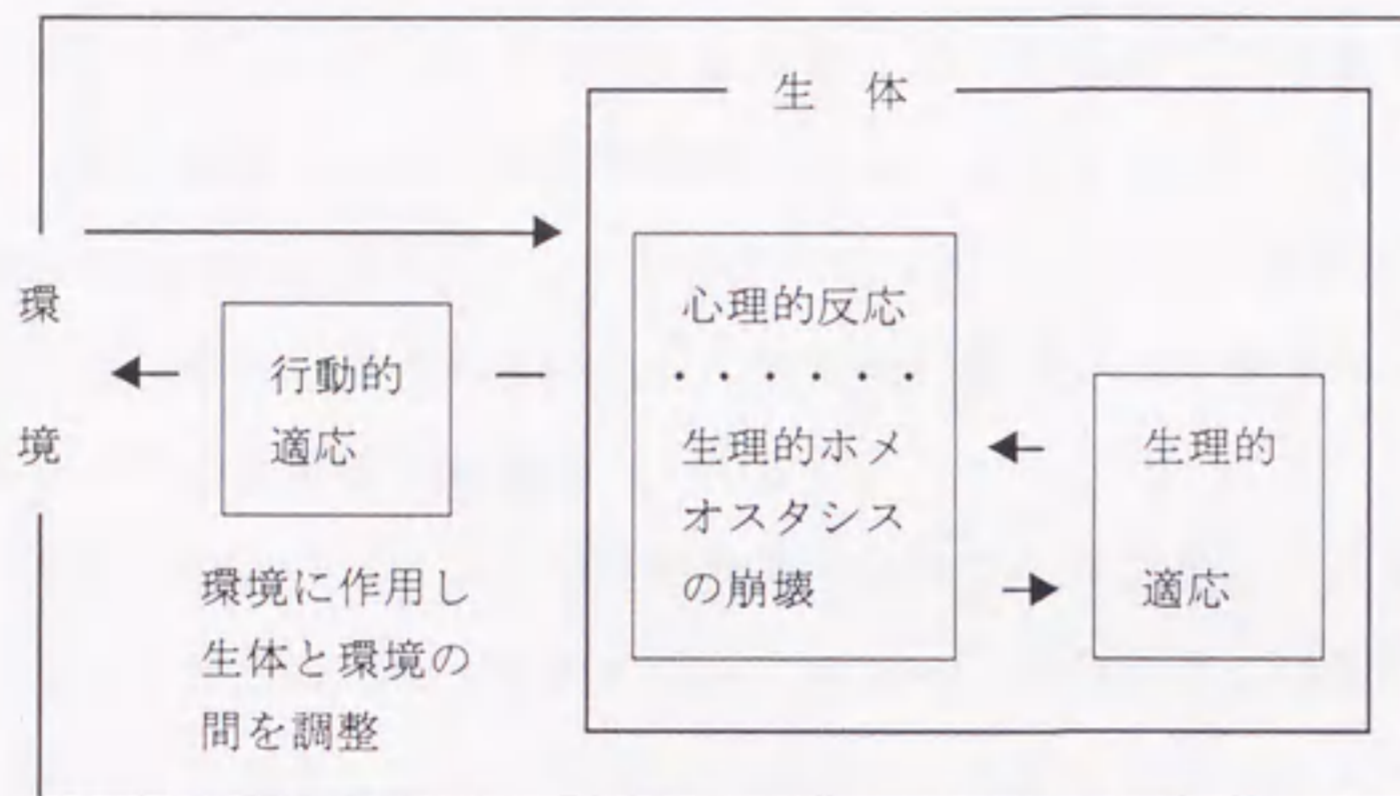 生 体
環
境
行動的
適応
環境に作用し
生体と環境の
間を調整
心理的反応
・・・・・・
生理的ホメ
オスタシス
の崩壊
生理的
適応